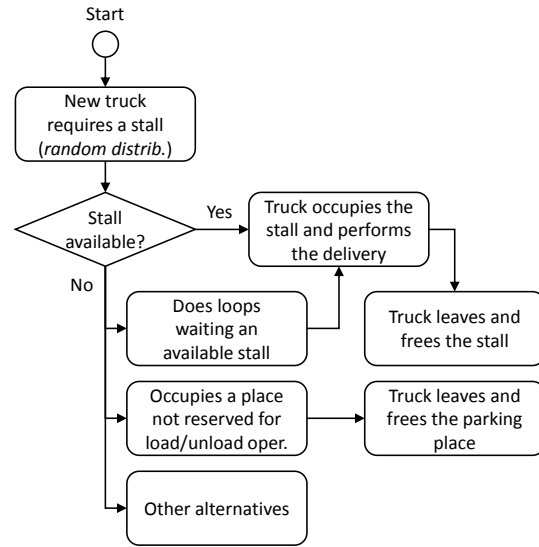 Start
New truck
requires a stall
(random distrib.)
Stall
available?
Yes
Truck occupies the
stall and performs
the delivery
No
Does loops
waiting an
available stall
Truck leaves and
frees the stall
Occupies a place
not reserved for
load/unload oper.
Truck leaves and
frees the parking
place
Other alternatives